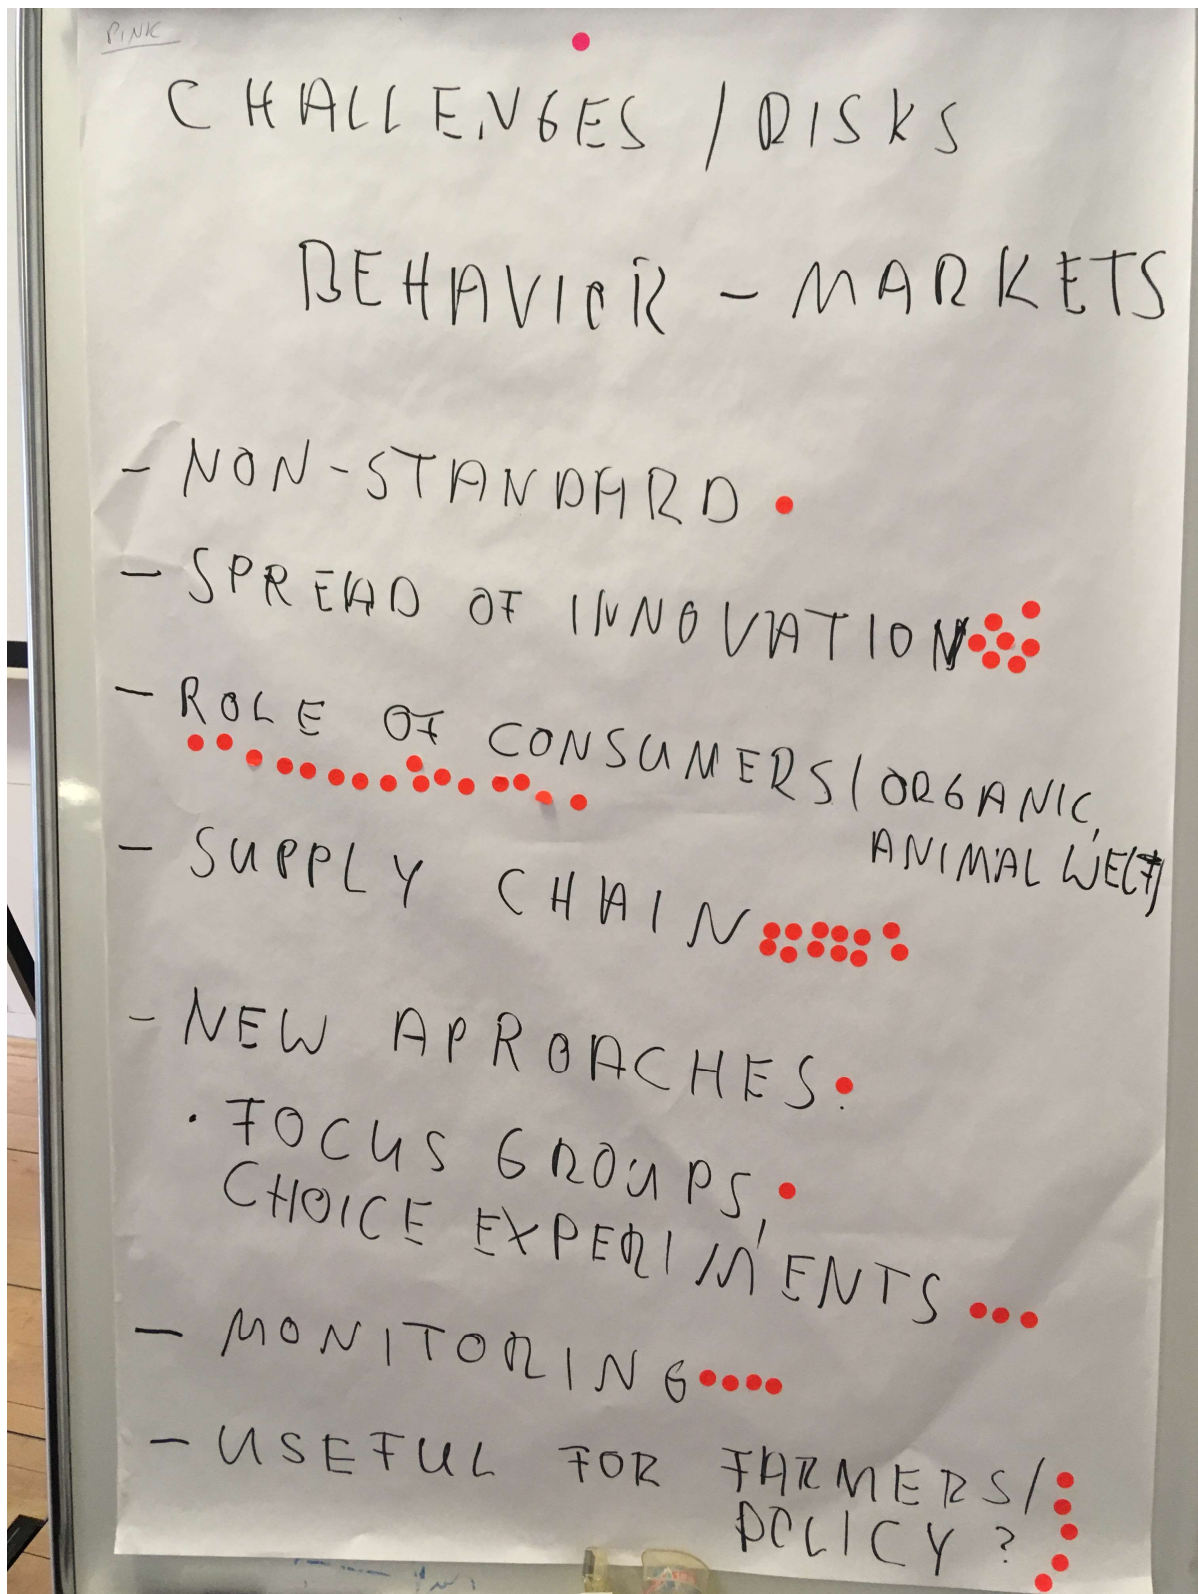 PINK
CHALLENGES / RISKS
BEHAVIOR - MARKETS
- NON-STANDARD
- SPREAD OF INNOVATION
- ROLE OF CONSUMERS/ORGANIC,
ANIMAL
- SUPPLY CHAIN
- NEW APROACHES:
· FOCUS GROUPS,
CHOICE EXPERIMENTS
- MONITORING
- USEFUL FOR FARMERS/
POLICY?